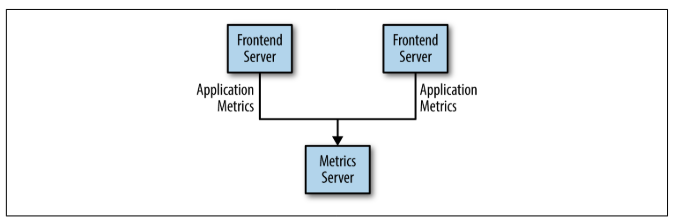 Frontend
Server
Frontend
Server
Application
Metrics
Application
Metrics
Metrics
Server